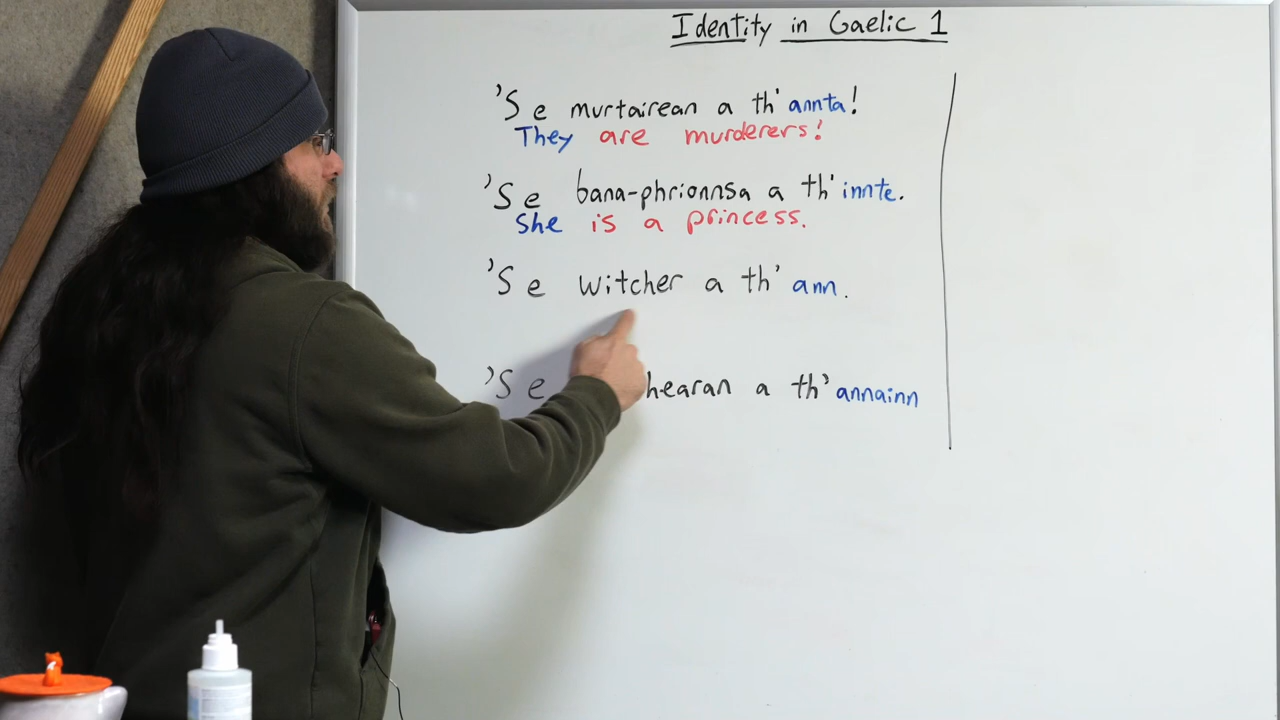 Identity in Gaelic 1
'S e murtairean a th' annta!
They are murderers!
'S e bana-phrionnsa a th' innte.
She is a princess.
'S e witcher a th' ann.
'S e a th' annainn